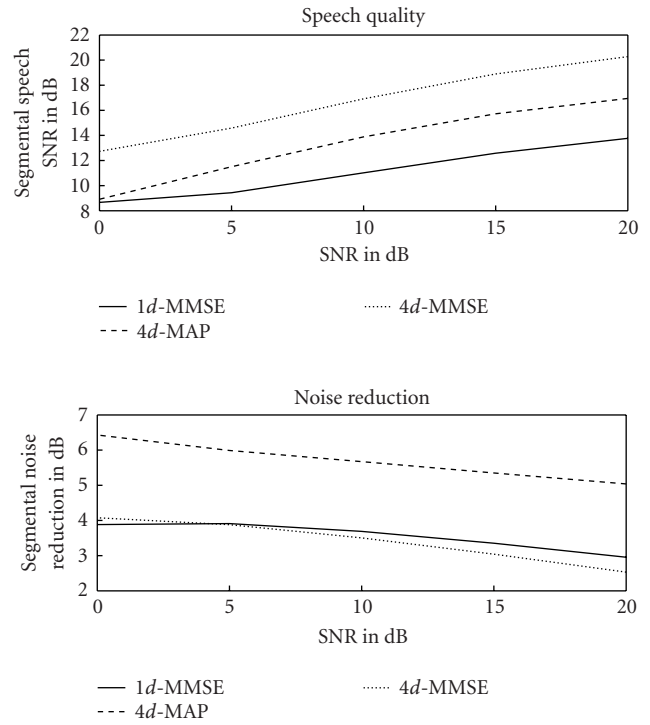 Speech quality
Segmental speech
SNR in dB
22
20
18
16
14
12
10
8
0
5
10
15
20
SNR in dB
1d-MMSE
4d-MMSE
4d-MAP
Noise reduction
Segmental noise
reduction in dB
7
6
5
4
3
2
0
5
10
15
20
SNR in dB
1d-MMSE
4d-MMSE
4d-MAP